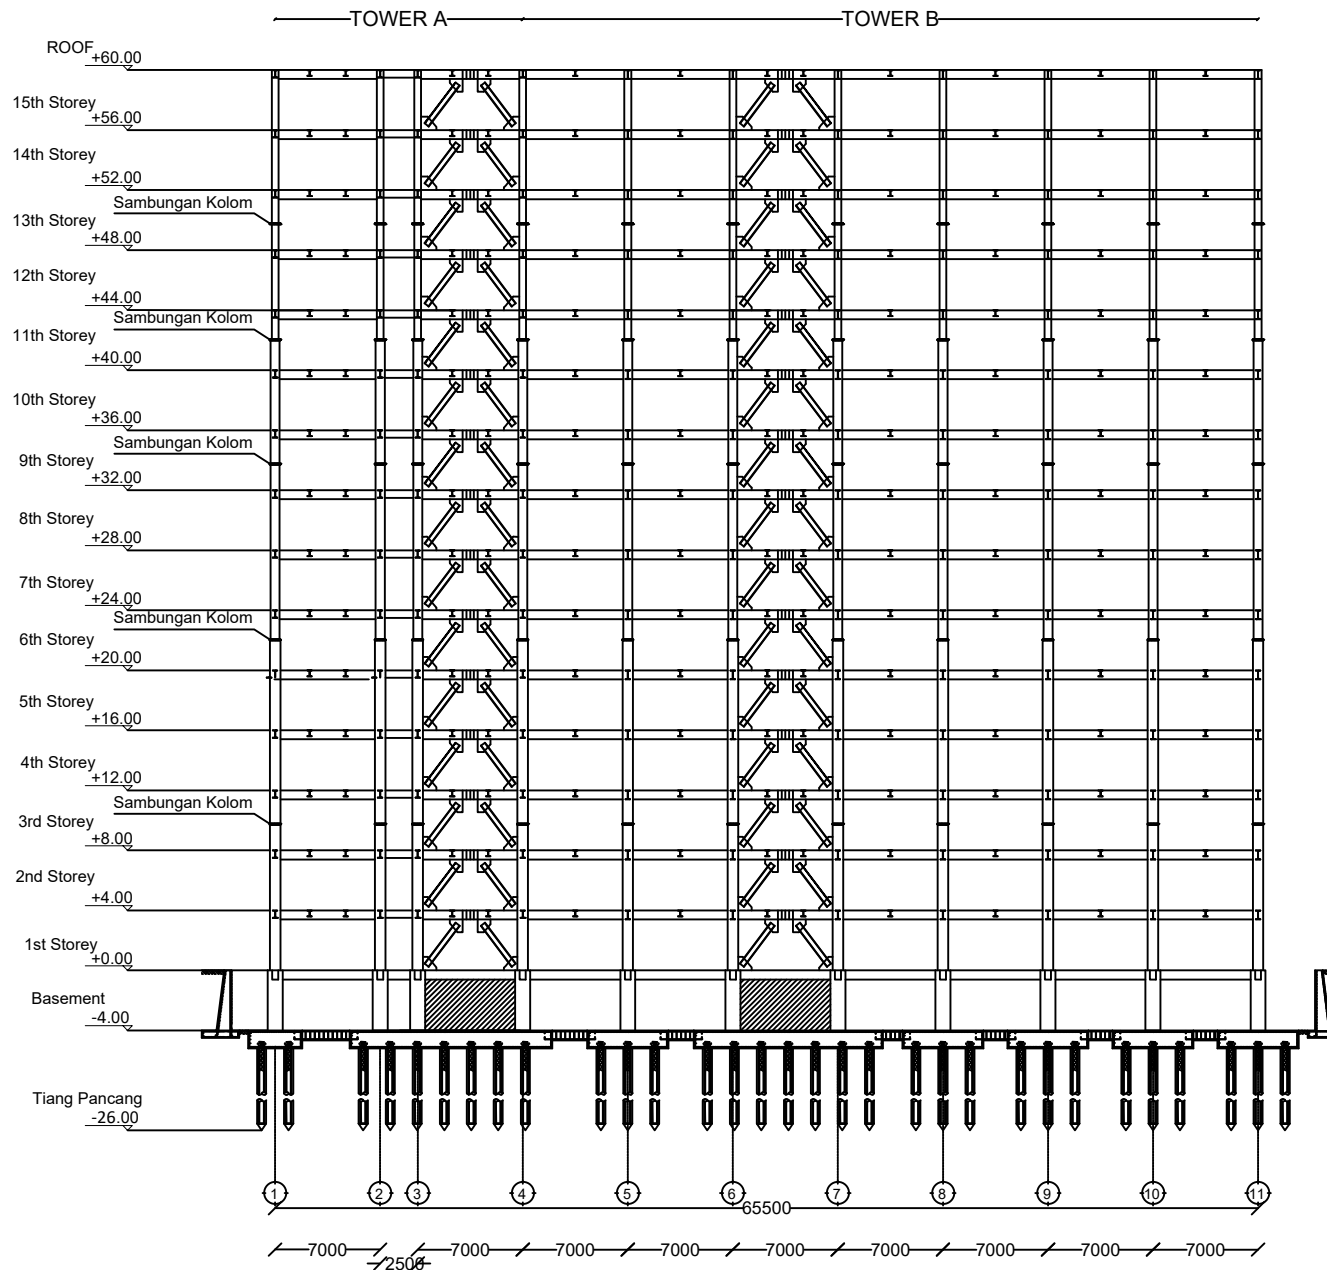 TOWER A
TOWER B
ROOF
+60.00
15th Storey
+56.00
14th Storey
+52.00
Sambungan Kolom
13th Storey
+48.00
12th Storey
+44.00
Sambungan Kolom
11th Storey
+40.00
10th Storey
+36.00
Sambungan Kolom
9th Storey
+32.00
8th Storey
+28.00
7th Storey
+24.00
Sambungan Kolom
6th Storey
+20.00
5th Storey
+16.00
4th Storey
+12.00
Sambungan Kolom
3rd Storey
+8.00
2nd Storey
+4.00
1st Storey
+0.00
Basement
-4.00
Tiang Pancang
-26.00
1 2 3 4 5 6 7 8 9 10 11
65500
7000 7000 7000 7000 7000 7000 7000 7000 7000
2500